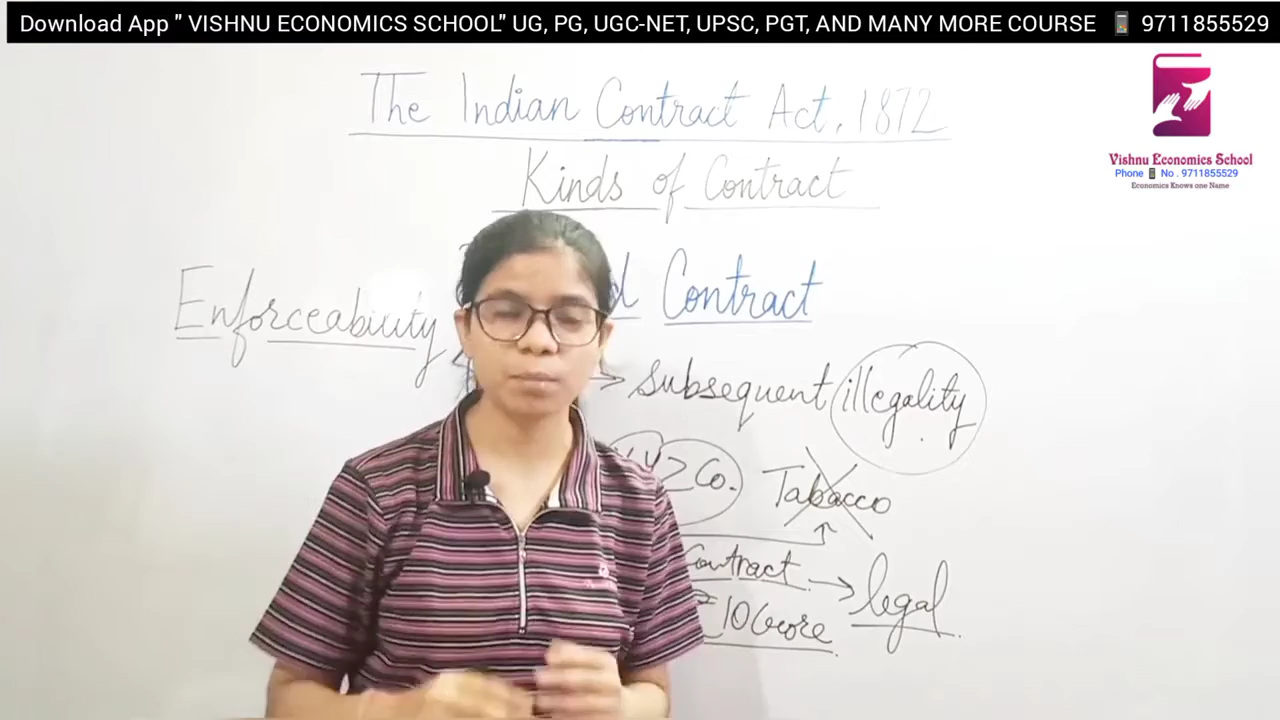 Download App " VISHNU ECONOMICS SCHOOL" UG, PG, UGC-NET, UPSC, PGT, AND MANY MORE COURSE 📱 9711855529
The Indian Contract Act, 1872
Vishnu Economics School
Phone 📱 No . 9711855529
Economics Knows one Name
Kinds of Contract
Contract
Enforceability
→ Subsequent illegality
Co. Tabacco
Contract → legal
10 Crore